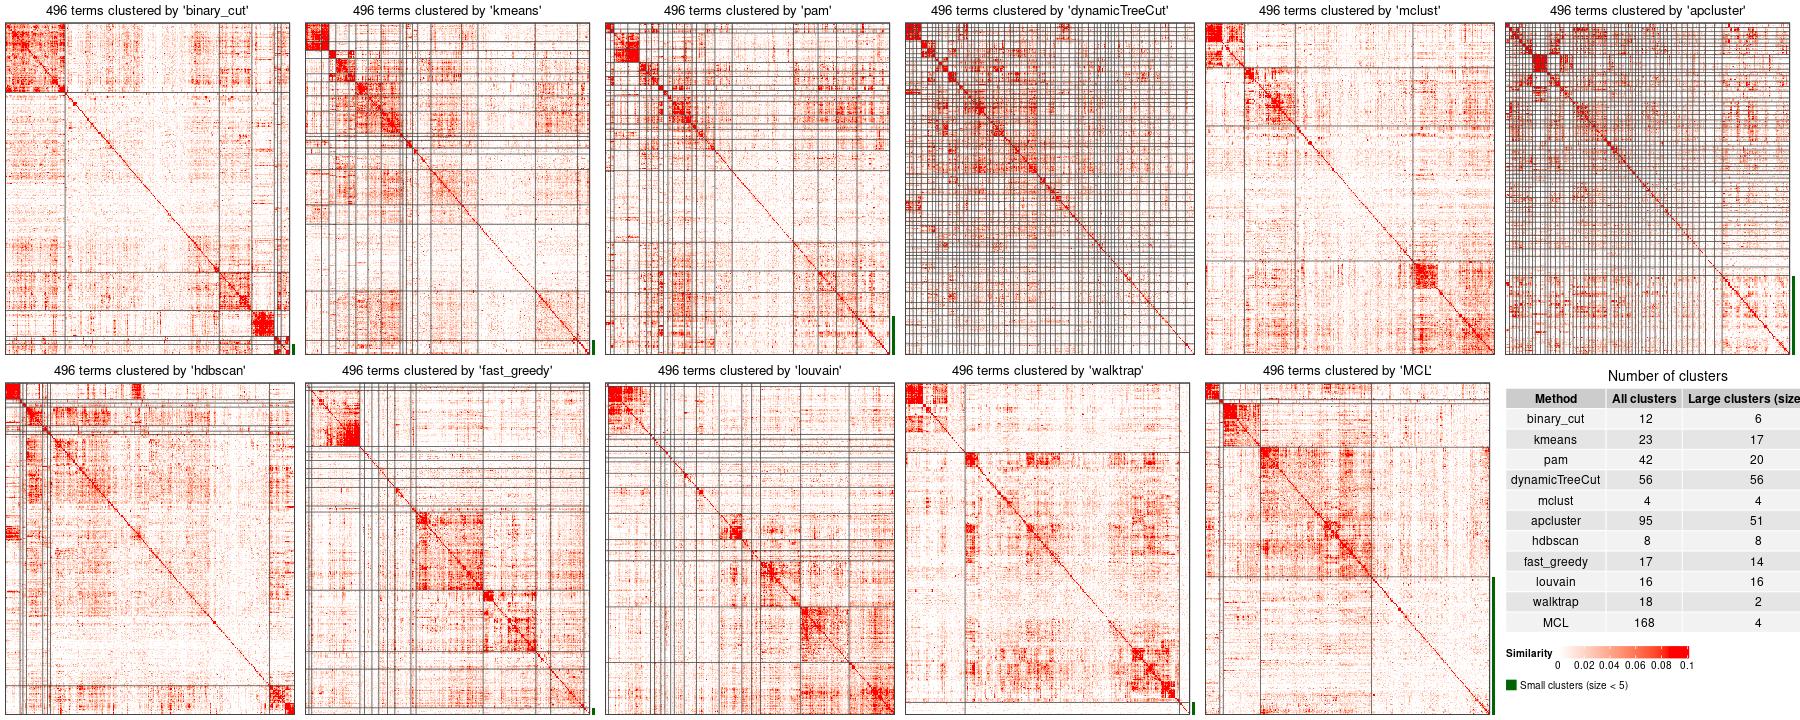 496 terms clustered by 'binary_cut'
496 terms clustered by 'kmeans'
496 terms clustered by 'pam'
496 terms clustered by 'dynamicTreeCut'
496 terms clustered by 'mclust'
496 terms clustered by 'apcluster'
496 terms clustered by 'hdbscan'
496 terms clustered by 'fast_greedy'
496 terms clustered by 'louvain'
496 terms clustered by 'walktrap'
496 terms clustered by 'MCL'
Number of clusters
Method All clusters Large clusters (size
binary_cut 12 6
kmeans 23 17
pam 42 20
dynamicTreeCut 56 56
mclust 4 4
apcluster 95 51
hdbscan 8 8
fast_greedy 17 14
louvain 16 16
walktrap 18 2
MCL 168 4
Similarity
0 0.02 0.04 0.06 0.08 0.1
Small clusters (size < 5)